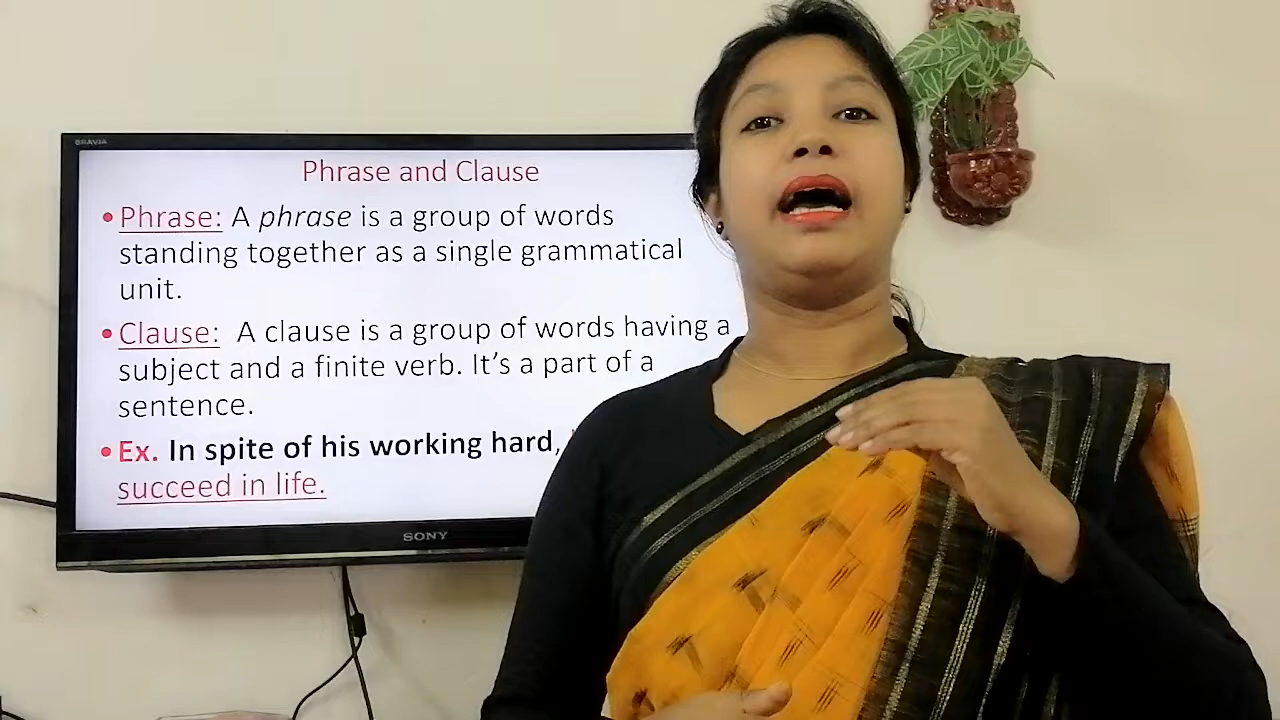 BRAVIA
Phrase and Clause
• Phrase: A phrase is a group of words
standing together as a single grammatical
unit.
• Clause: A clause is a group of words having a
subject and a finite verb. It’s a part of a
sentence.
• Ex. In spite of his working hard,
succeed in life.
SONY